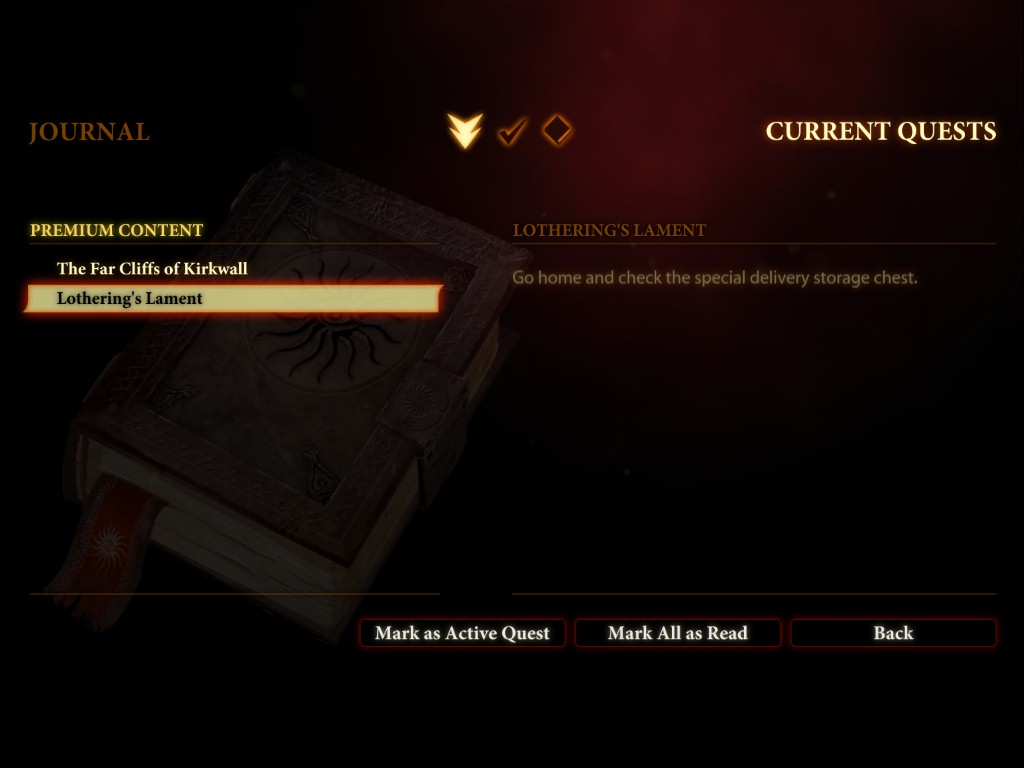 JOURNAL
CURRENT QUESTS
PREMIUM CONTENT
The Far Cliffs of Kirkwall
Lothering's Lament
LOTHERING'S LAMENT
Go home and check the special delivery storage chest.
Mark as Active Quest
Mark All as Read
Back